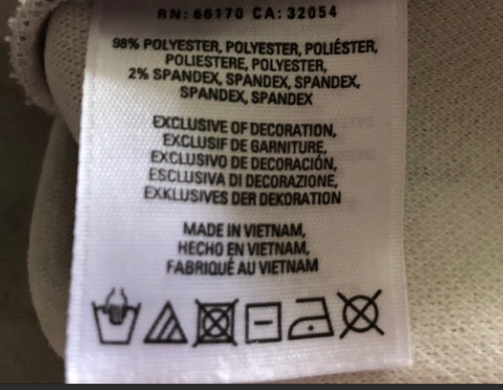 RN: 66170 CA: 32054
98% POLYESTER, POLYESTER, POLIÉSTER,
POLIESTERE, POLYESTER,
2% SPANDEX, SPANDEX, SPANDEX,
SPANDEX, SPANDEX
EXCLUSIVE OF DECORATION,
EXCLUSIF DE GARNITURE,
EXCLUSIVO DE DECORACIÓN,
ESCLUSIVA DI DECORAZIONE,
EXKLUSIVES DER DEKORATION
MADE IN VIETNAM,
HECHO EN VIETNAM,
FABRIQUÉ AU VIETNAM